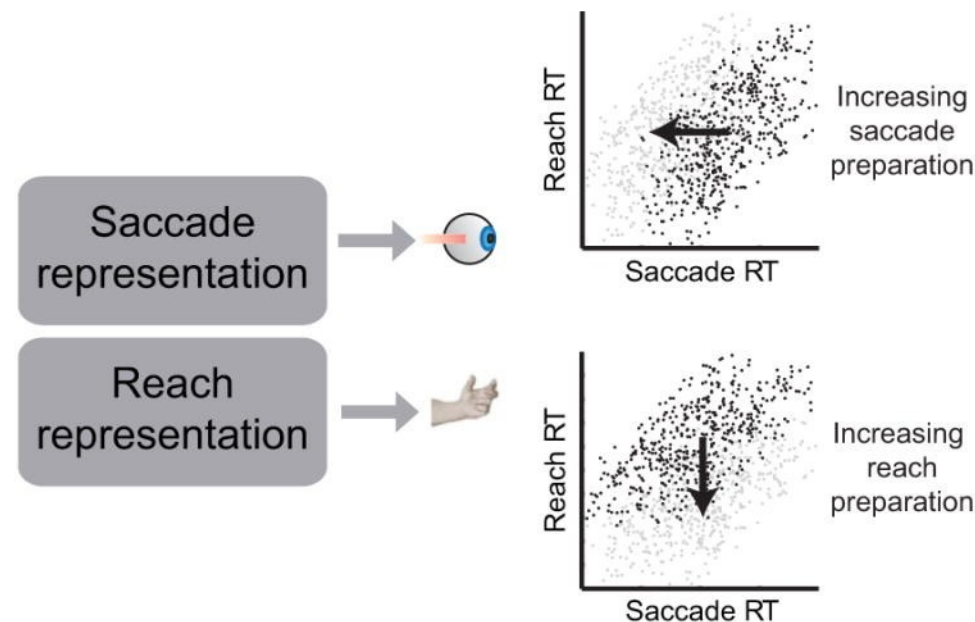 Saccade
representation
Reach
representation
Reach RT
Saccade RT
Increasing
saccade
preparation
Reach RT
Saccade RT
Increasing
reach
preparation